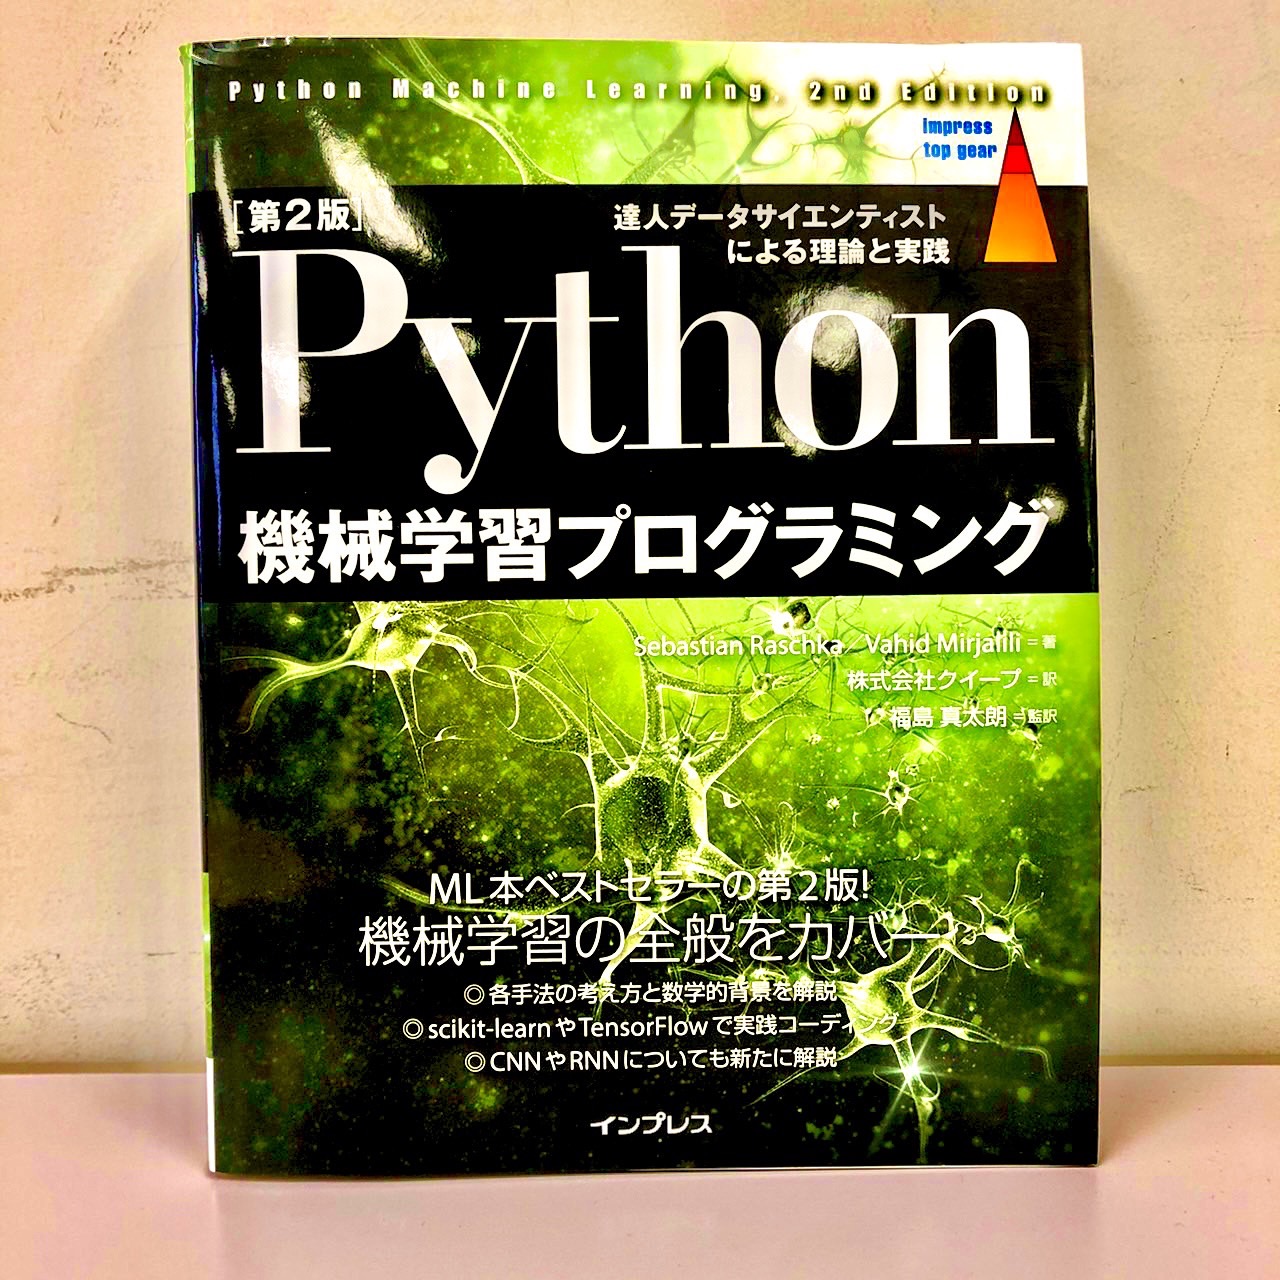 Python Machine Learning, 2nd Edition
impress
top gear
[第2版]
達人データサイエンティスト
による理論と実践
Python
機械学習プログラミング
Sebastian Raschka／Vahid Mirjalili＝著
株式会社クイープ＝訳
福島 真太朗＝監訳
ML本ベストセラーの第2版!
機械学習の全般をカバー
◎各手法の考え方と数学的背景を解説
◎scikit-learnやTensorFlowで実践コーディング
◎CNNやRNNについても新たに解説
インプレス